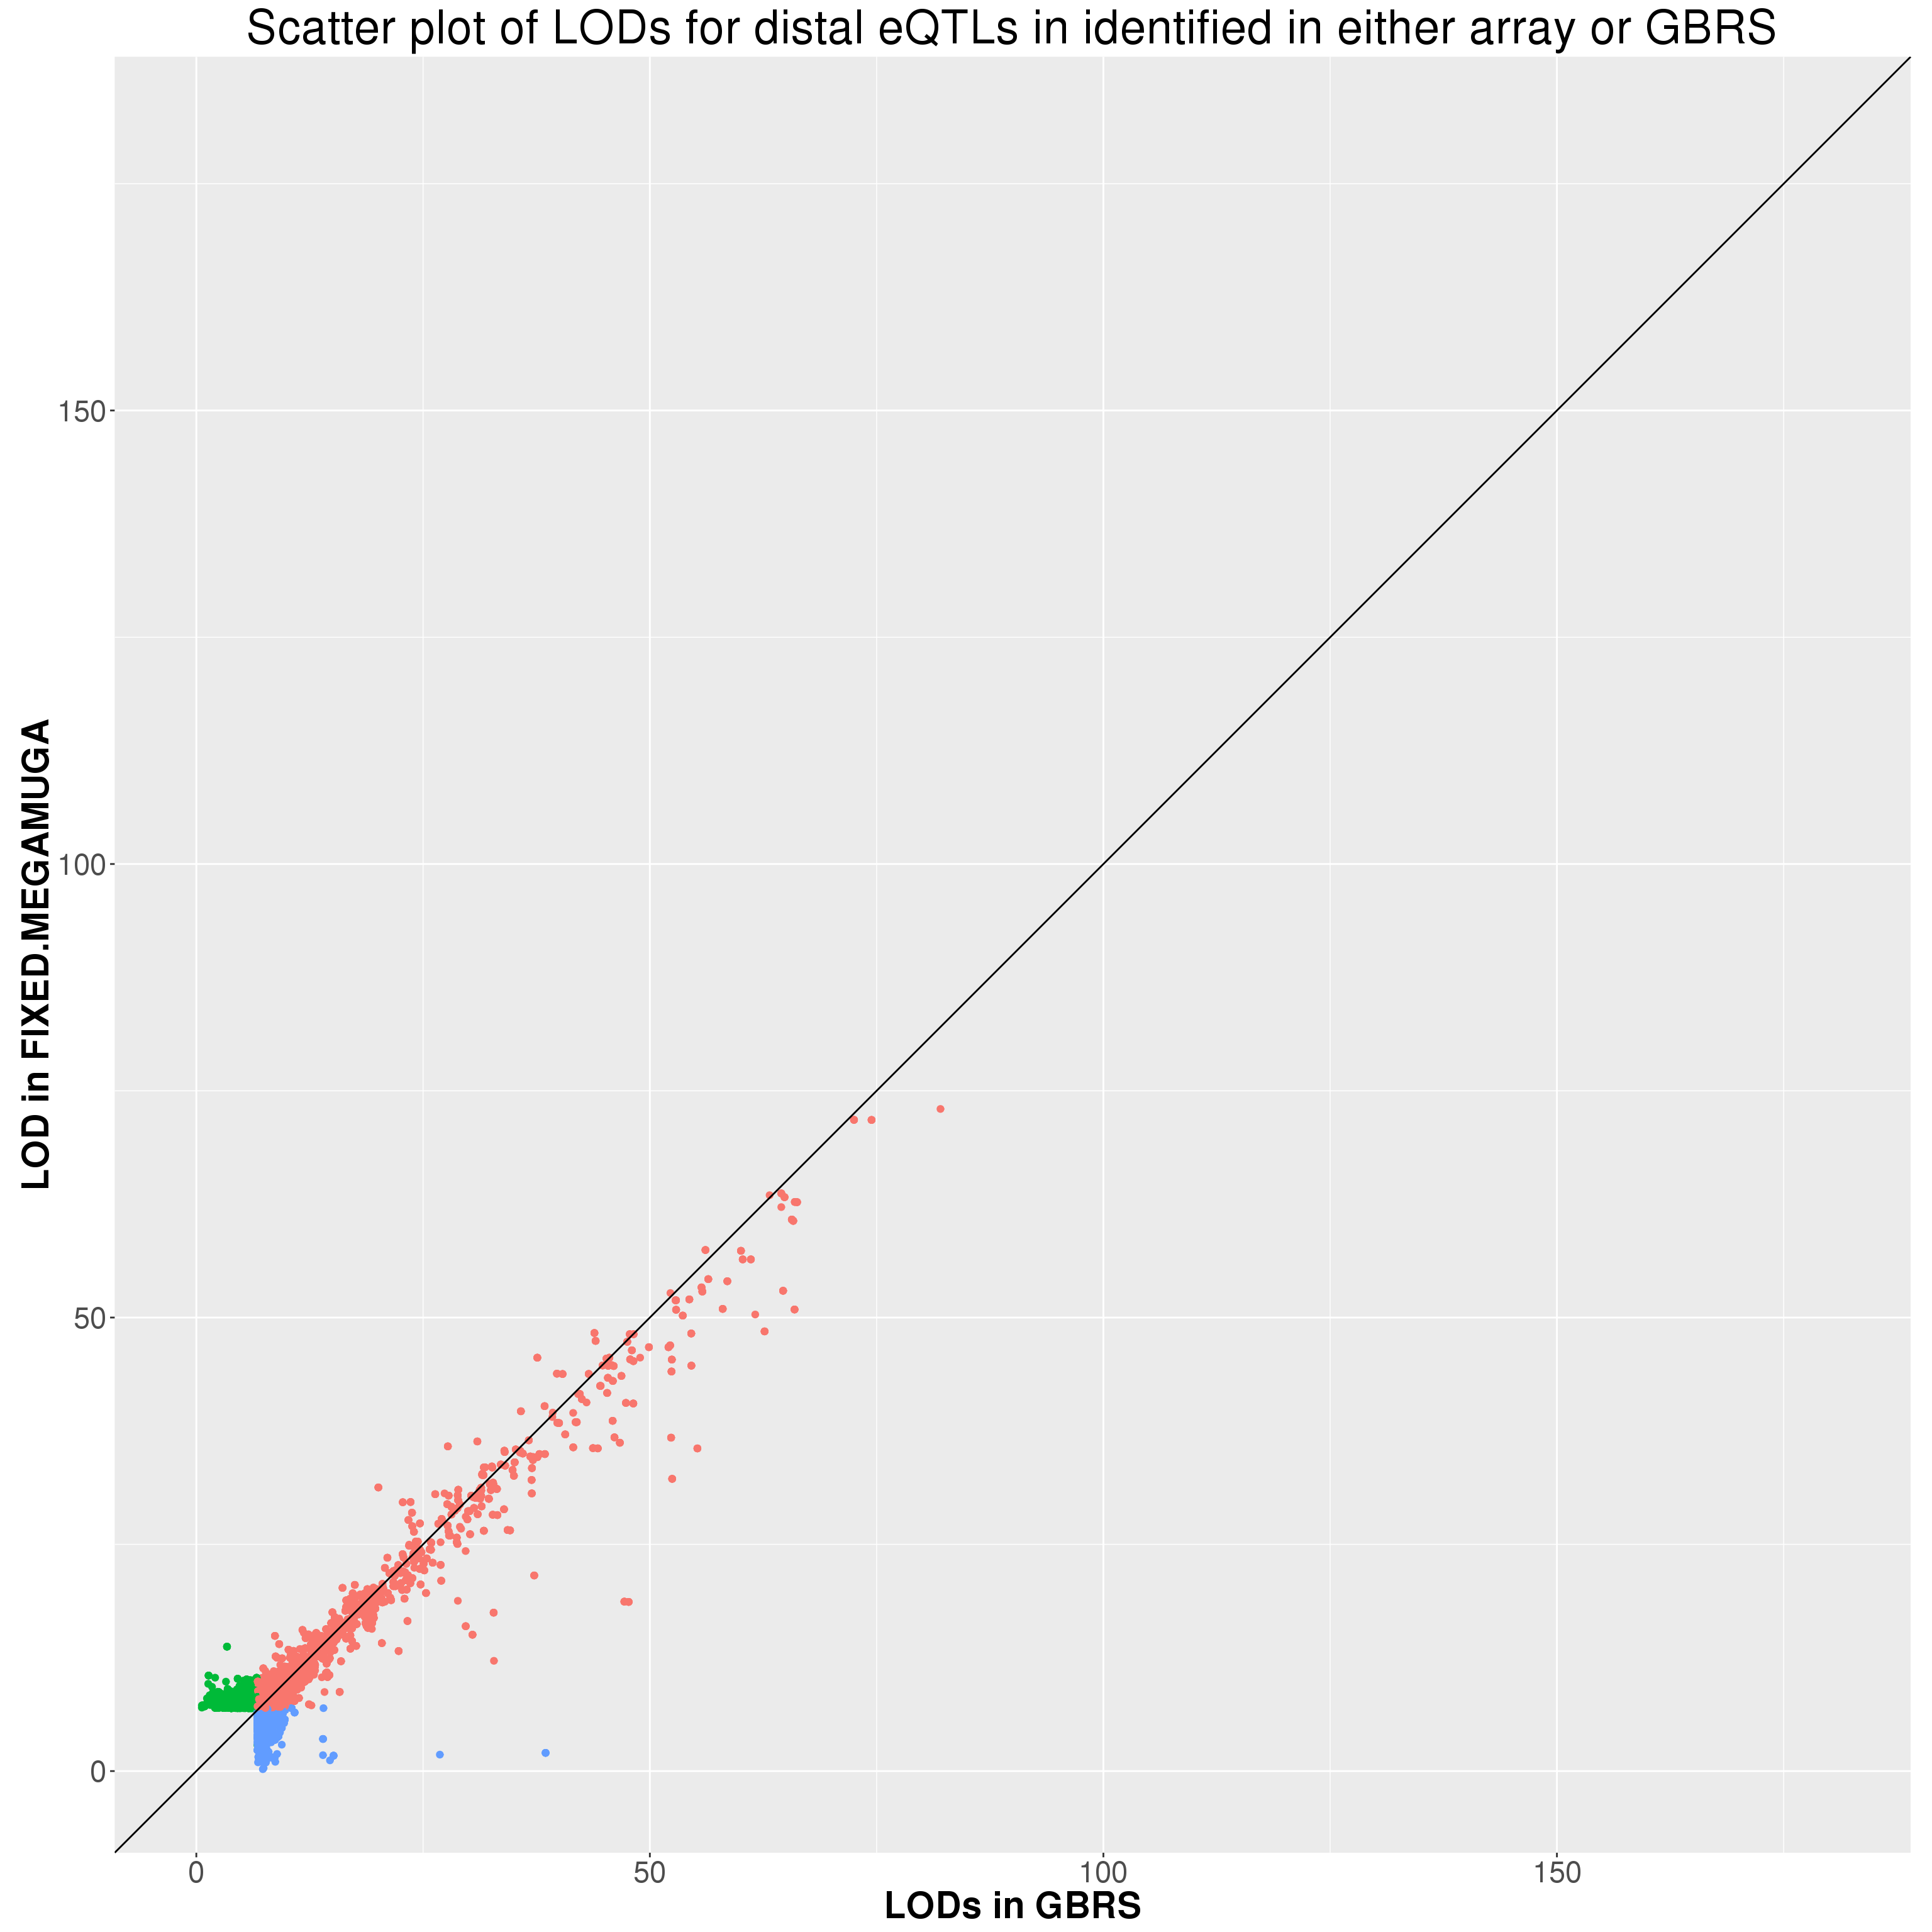 Scatter plot of LODs for distal eQTLs in identified in either array or GBRS
LOD in FIXED.MEGAMUGA
150
100
50
0
0
50
100
150
LODs in GBRS